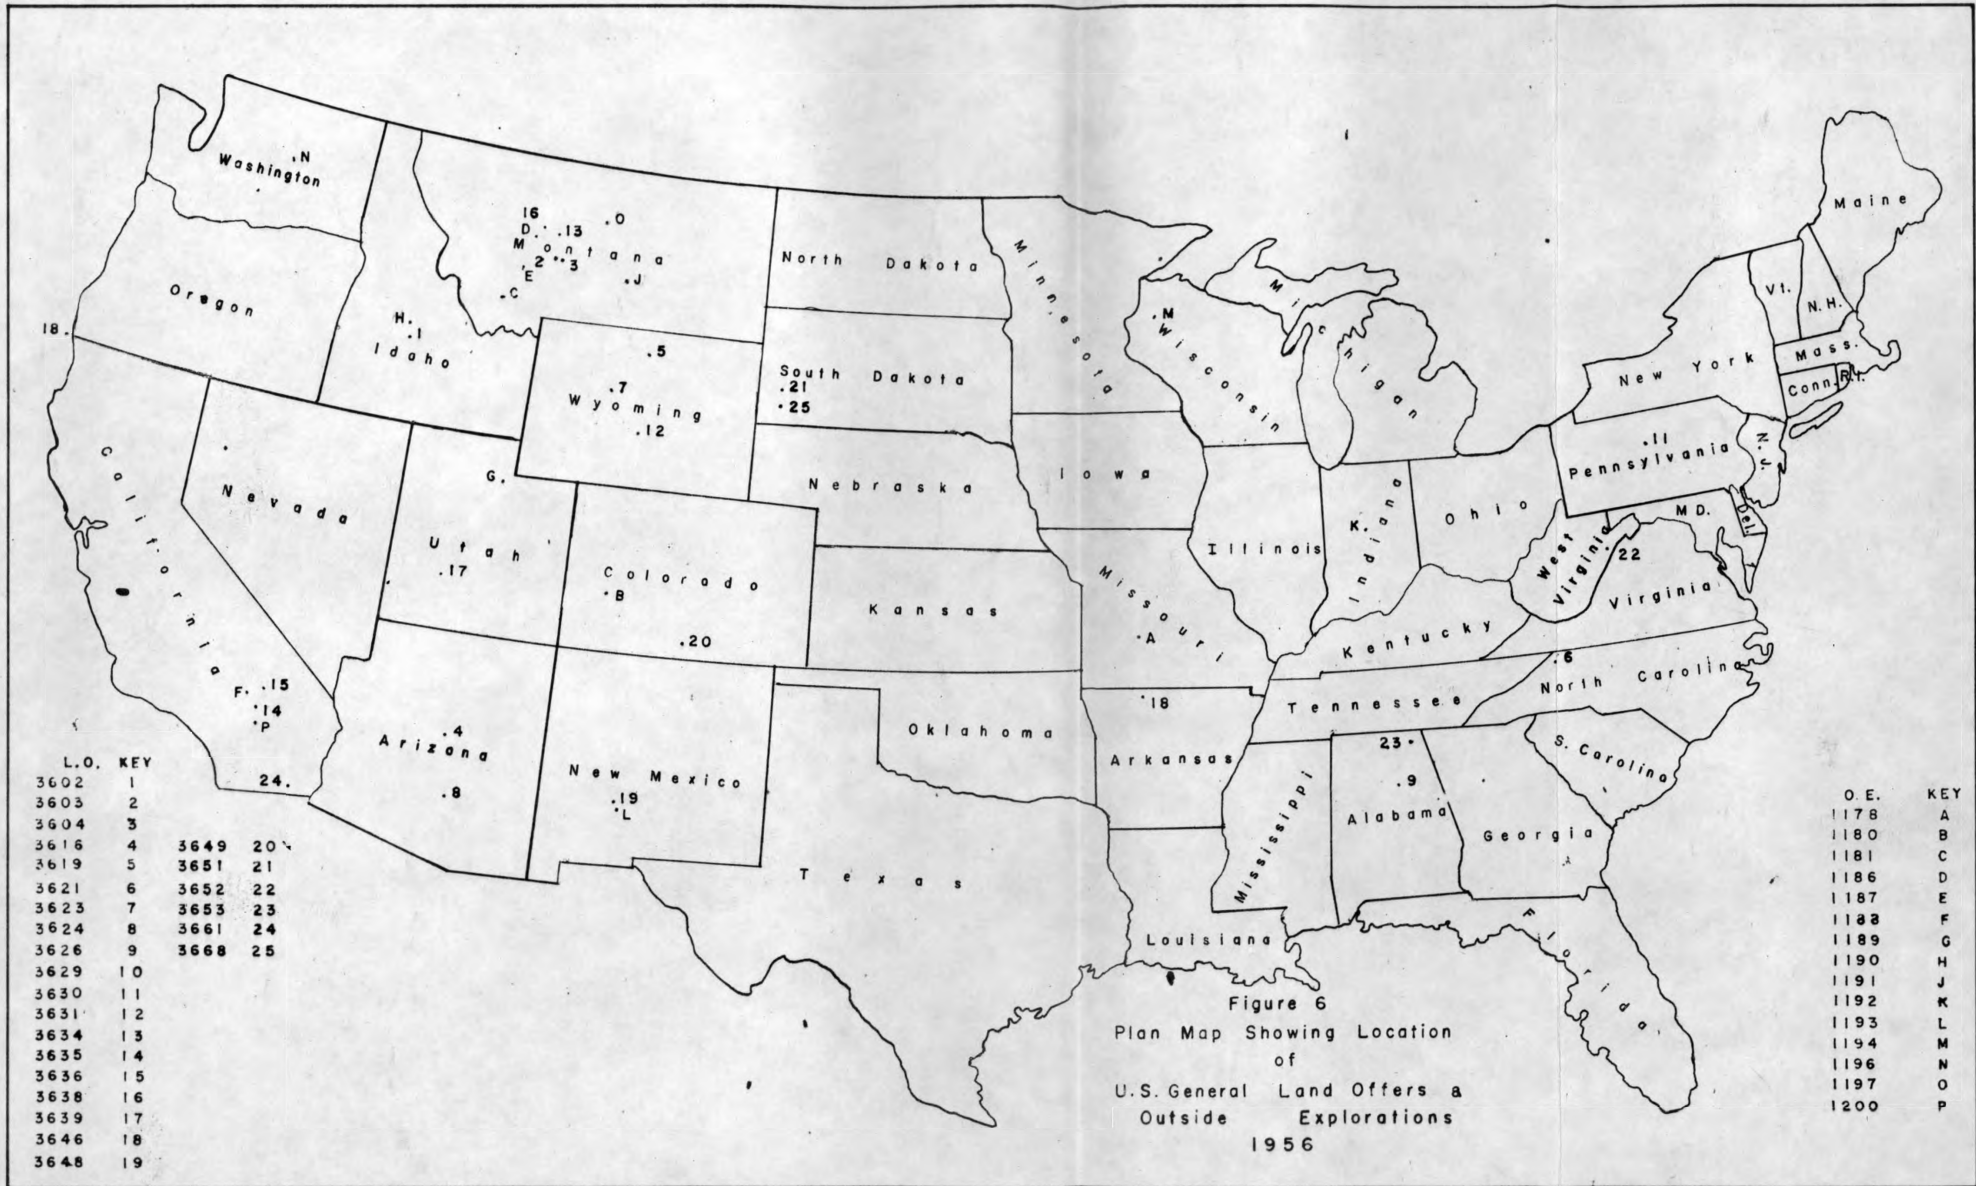 Washington
.N
Oregon
18.
California
F. .15
.14
.P
24.
Nevada
Idaho
H.
.1
Montana
16
D. .13
.O
2 ..3
E
.C
.J
Wyoming
.5
.7
.12
Utah
G.
.17
Colorado
.B
.20
Arizona
.4
.8
New Mexico
.19
.L
North Dakota
South Dakota
.21
.25
Nebraska
Kansas
Oklahoma
Texas
Minnesota
Iowa
Missouri
.A
Arkansas
.18
Louisiana
Wisconsin
.M
Michigan
Illinois
Indiana
K.
Ohio
Kentucky
Tennessee
Mississippi
Alabama
23.
.9
Georgia
Florida
S. Carolina
North Carolina
.6
Virginia
22
West
Virginia
MD.
Del.
Pennsylvania
.11
N.J.
New York
Conn.
R.I.
Mass.
Vt.
N.H.
Maine
L.O. KEY
3602 1
3603 2
3604 3
3616 4 3649 20
3619 5 3651 21
3621 6 3652 22
3623 7 3653 23
3624 8 3661 24
3626 9 3668 25
3629 10
3630 11
3631 12
3634 13
3635 14
3636 15
3638 16
3639 17
3646 18
3648 19
O.E. KEY
1178 A
1180 B
1181 C
1186 D
1187 E
1188 F
1189 G
1190 H
1191 J
1192 K
1193 L
1194 M
1196 N
1197 O
1200 P
Figure 6
Plan Map Showing Location
of
U.S. General Land Offers &
Outside Explorations
1956